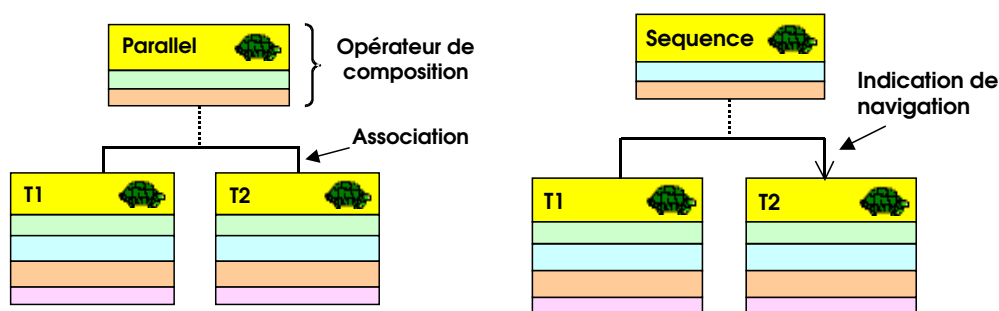 Parallel
Opérateur de
composition
Association
T1
T2
Sequence
Indication de
navigation
T1
T2